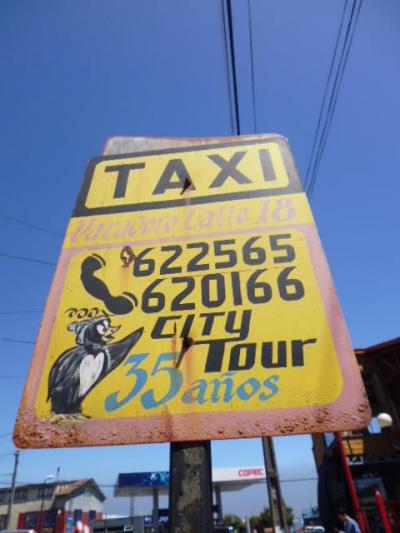 TAXI
Paradero Calle 18
622565
620166
CITY
Tour
35 años
COPEC